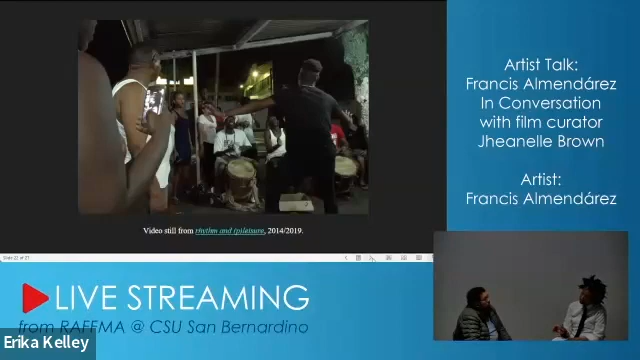 Video still from rhythm and (p)leisure, 2014/2019.
Artist Talk:
Francis Almendárez
In Conversation
with film curator
Jheanelle Brown
Artist:
Francis Almendárez
LIVE STREAMING
from RAFFMA @ CSU San Bernardino
Erika Kelley